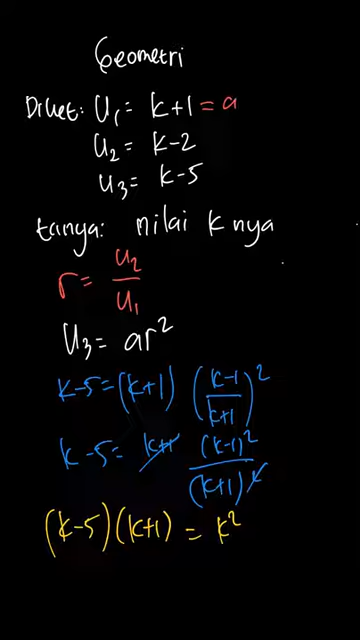 Geometri
Diket: U₁ = k+1 = a
U₂ = k-2
U₃ = k-5
tanya: nilai k nya
r = U₂/U₁
U₃ = ar²
k-5 = (k+1) (k-1/k+1)²
k-5 = k+1 (k-1)²/(k+1)²
(k-5)(k+1) = k²